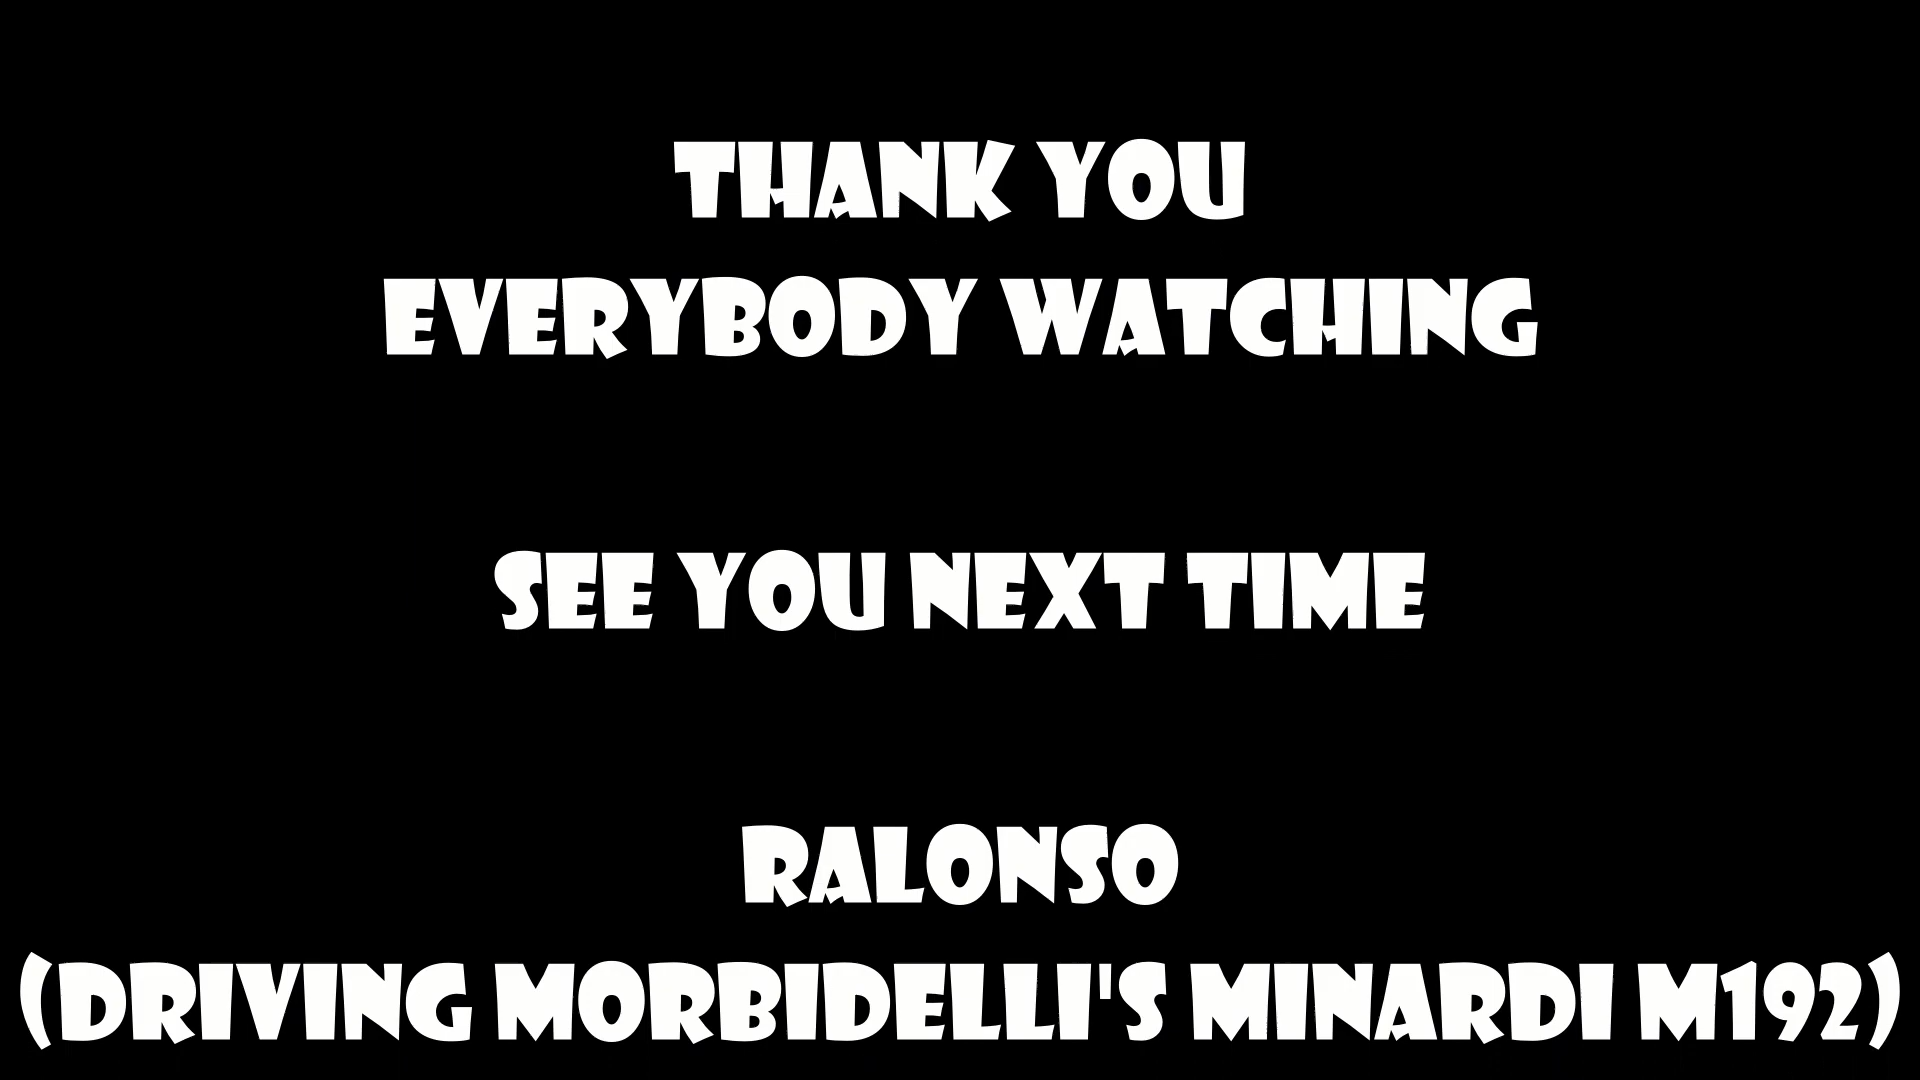 THANK YOU
EVERYBODY WATCHING
SEE YOU NEXT TIME
RALONSO
(DRIVING MORBIDELLI'S MINARDI M192)